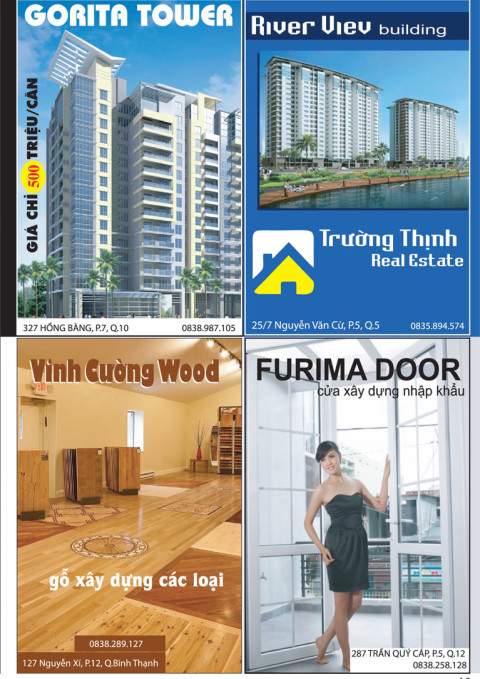 GORITA TOWER
GIÁ CHỈ 500 TRIỆU/CĂN
327 HỒNG BÀNG, P.7, Q.10
0838.987.105
River Viev building
Trường Thịnh
Real Estate
25/7 Nguyễn Văn Cừ, P.5, Q.5
0835.894.574
Vinh Cường Wood
gỗ xây dựng các loại
0838.289.127
127 Nguyễn Xí, P.12, Q.Bình Thạnh
FURIMA DOOR
cửa xây dựng nhập khẩu
287 TRẦN QUÝ CÁP, P.5, Q.12
0838.258.128